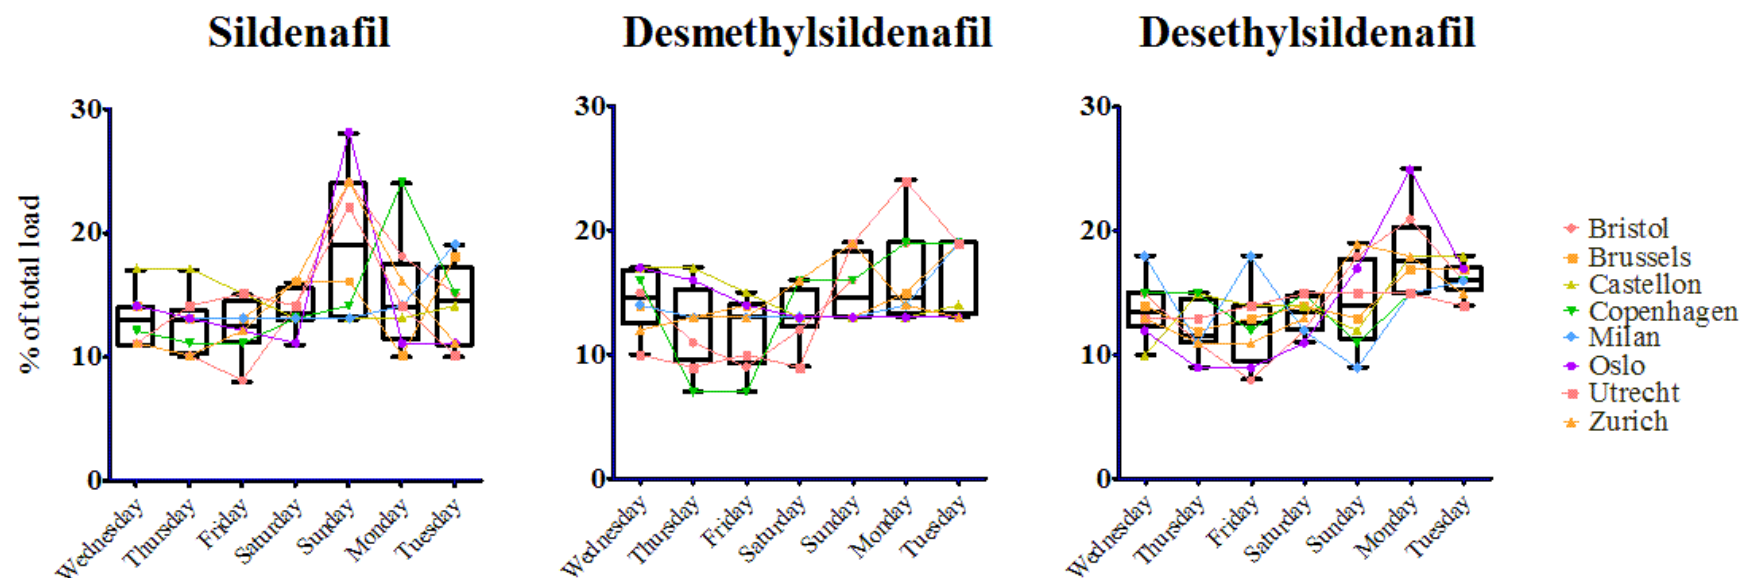 Sildenafil
Desmethylsildenafil
Desethylsildenafil
% of total load
30
20
10
0
Wednesday
Thursday
Friday
Saturday
Sunday
Monday
Tuesday
30
20
10
0
Wednesday
Thursday
Friday
Saturday
Sunday
Monday
Tuesday
30
20
10
0
Wednesday
Thursday
Friday
Saturday
Sunday
Monday
Tuesday
Bristol
Brussels
Castellon
Copenhagen
Milan
Oslo
Utrecht
Zurich